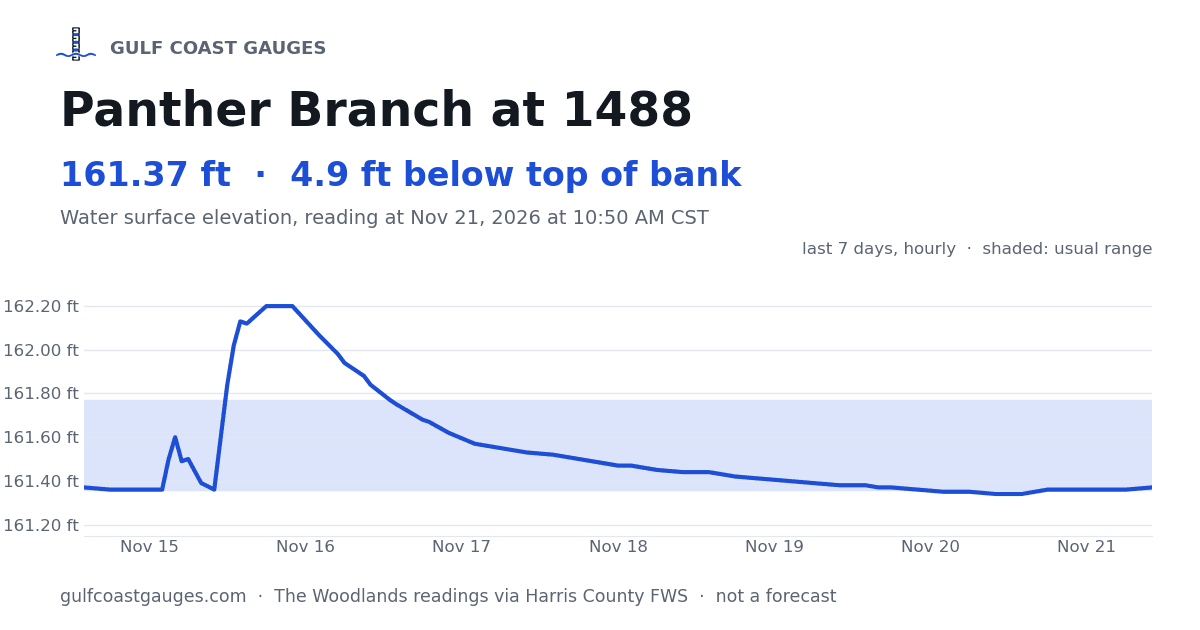 GULF COAST GAUGES
Panther Branch at 1488
161.37 ft · 4.9 ft below top of bank
Water surface elevation, reading at Nov 21, 2026 at 10:50 AM CST
last 7 days, hourly · shaded: usual range
162.20 ft
162.00 ft
161.80 ft
161.60 ft
161.40 ft
161.20 ft
Nov 15 Nov 16 Nov 17 Nov 18 Nov 19 Nov 20 Nov 21
gulfcoastgauges.com · The Woodlands readings via Harris County FWS · not a forecast